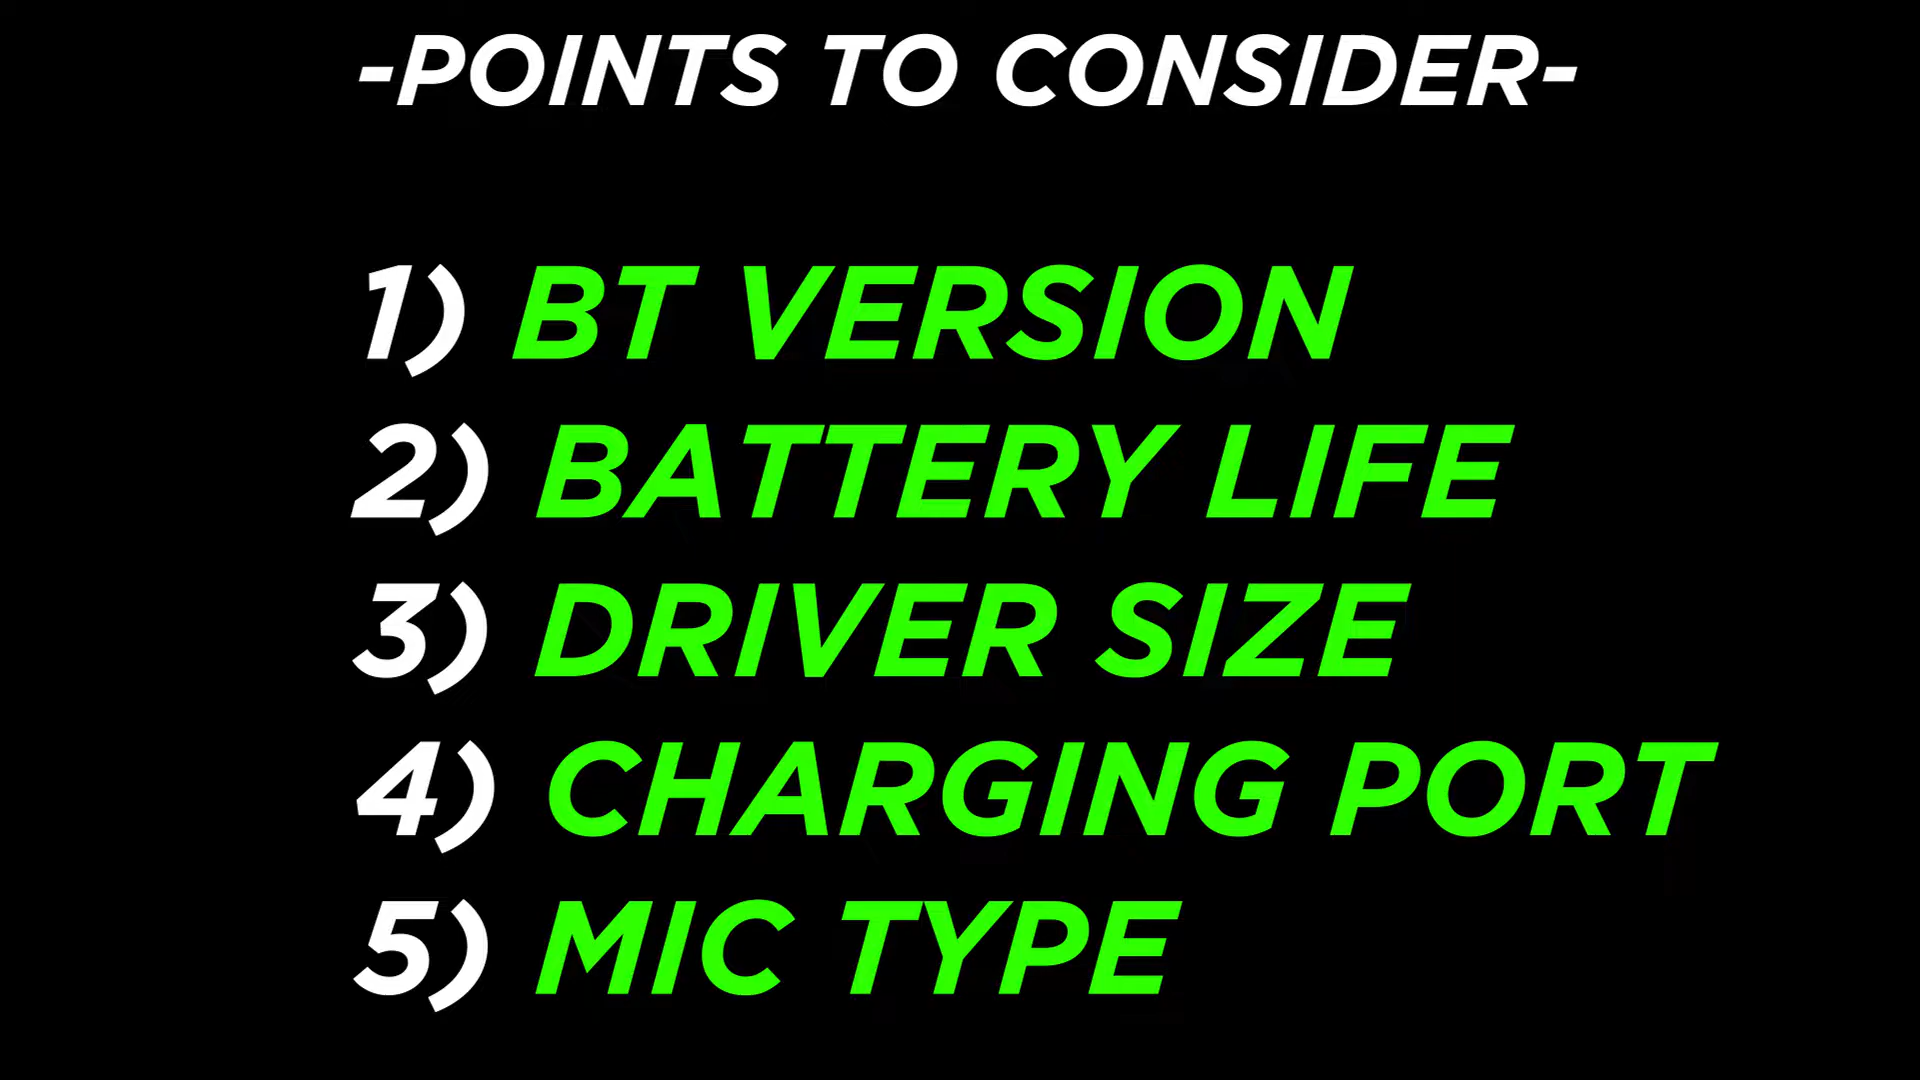 -POINTS TO CONSIDER-
1) BT VERSION
2) BATTERY LIFE
3) DRIVER SIZE
4) CHARGING PORT
5) MIC TYPE